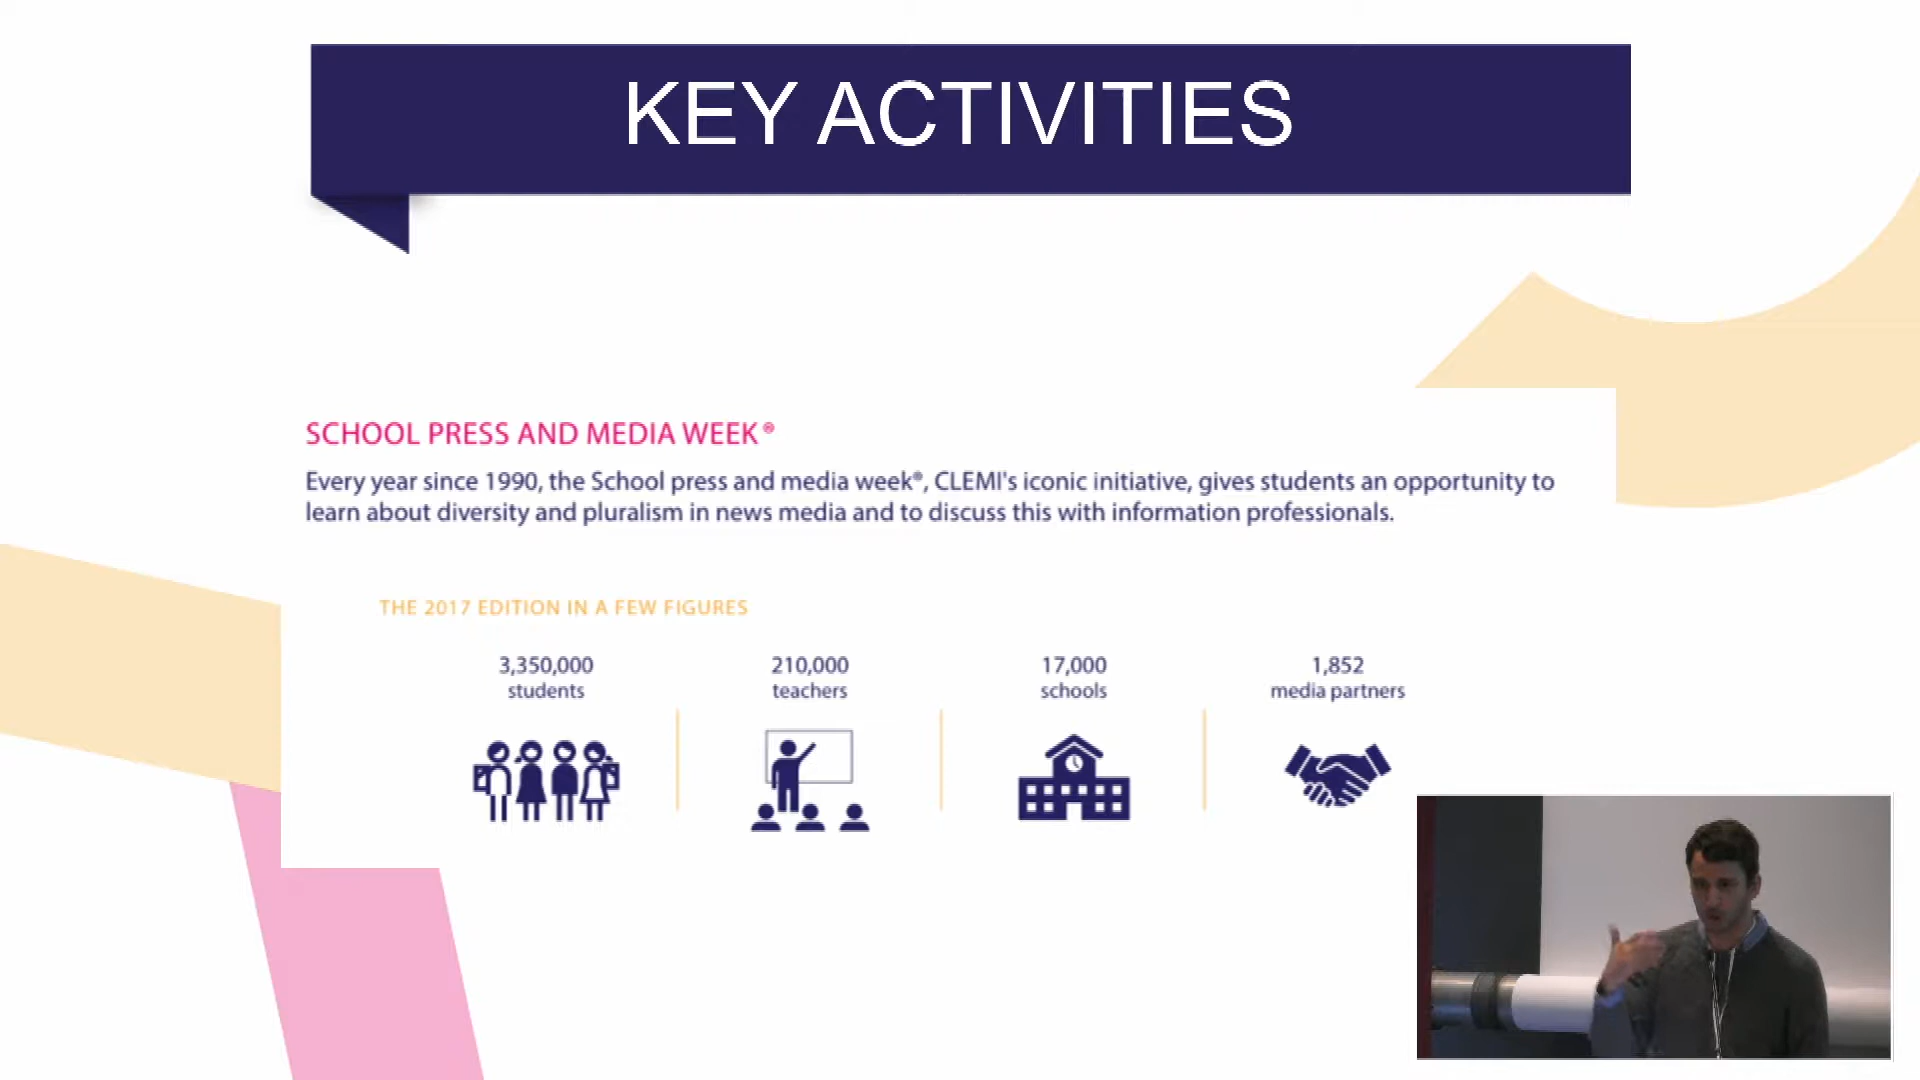 KEY ACTIVITIES
SCHOOL PRESS AND MEDIA WEEK®
Every year since 1990, the School press and media week®, CLEMI's iconic initiative, gives students an opportunity to
learn about diversity and pluralism in news media and to discuss this with information professionals.
THE 2017 EDITION IN A FEW FIGURES
3,350,000
students
210,000
teachers
17,000
schools
1,852
media partners